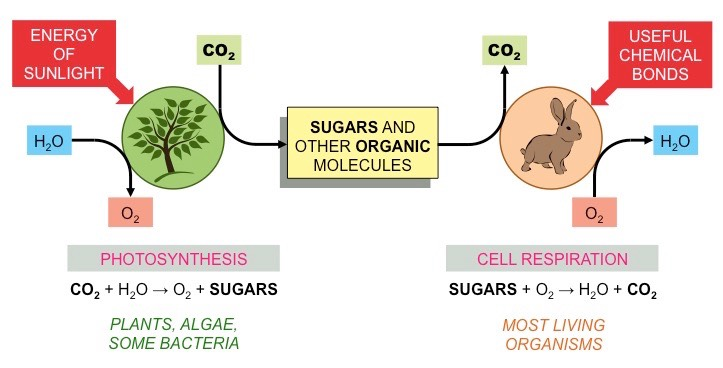 ENERGY
OF
SUNLIGHT
CO₂
H₂O
O₂
SUGARS AND
OTHER ORGANIC
MOLECULES
CO₂
USEFUL
CHEMICAL
BONDS
H₂O
O₂
PHOTOSYNTHESIS
CO₂ + H₂O → O₂ + SUGARS
PLANTS, ALGAE,
SOME BACTERIA
CELL RESPIRATION
SUGARS + O₂ → H₂O + CO₂
MOST LIVING
ORGANISMS